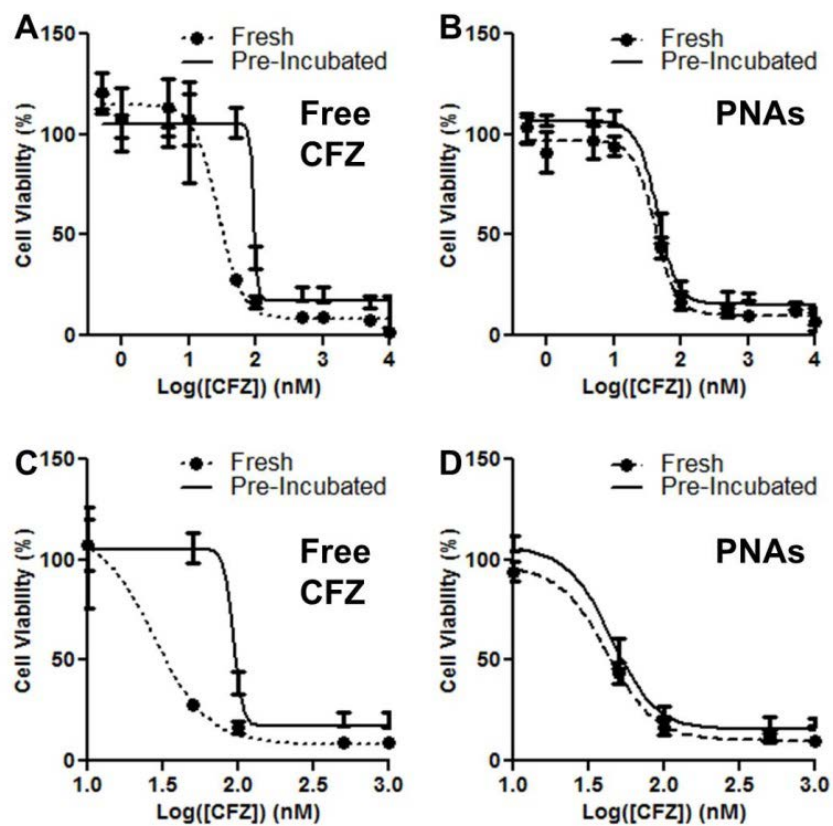 A
150
100
50
0
Cell Viability (%)
Fresh
Pre-Incubated
Free
CFZ
0 1 2 3 4
Log([CFZ]) (nM)
B
150
100
50
0
Cell Viability (%)
Fresh
Pre-Incubated
PNAs
0 1 2 3 4
Log([CFZ]) (nM)
C
150
100
50
0
Cell Viability (%)
Fresh
Pre-Incubated
Free
CFZ
1.0 1.5 2.0 2.5 3.0
Log([CFZ]) (nM)
D
150
100
50
0
Cell Viability (%)
Fresh
Pre-Incubated
PNAs
1.0 1.5 2.0 2.5 3.0
Log([CFZ]) (nM)